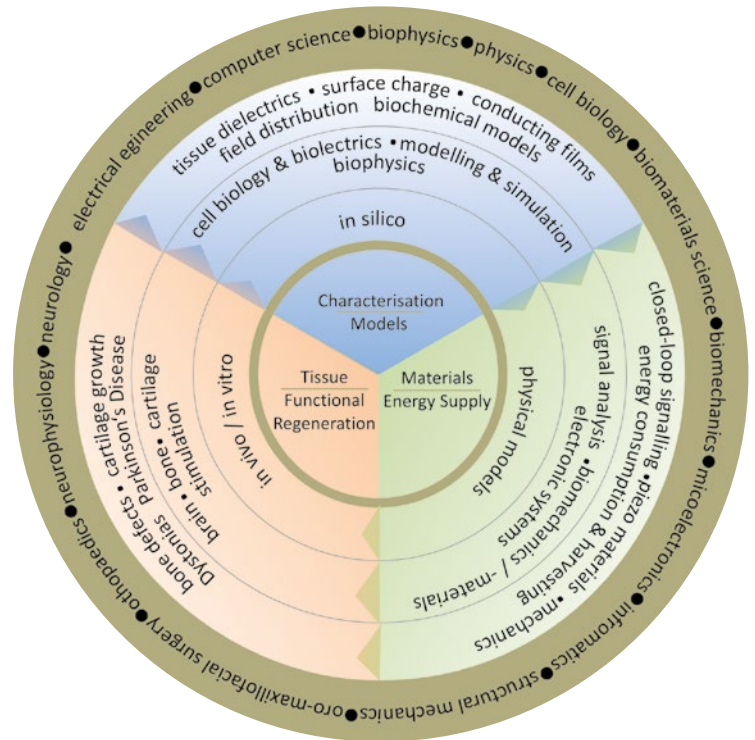 electrical egineering ● computer science ● biophysics ● physics ● cell biology ● biomaterials science ● biomechanics ● micoelectronics ● infromatics ● structural mechanics ● oro-maxillofacial surgery ● othopaedics ● neurophysiology ● neurology ●
tissue dielectrics • surface charge • conducting films
field distribution biochemical models
cell biology & biolectrics • modelling & simulation
biophysics
in silico
Characterisation
Models
closed-loop signalling • piezo materials • mechanics
energy consumption & harvesting
signal analysis • biomechanics / -materials
electronic systems
physical models
Materials
Energy Supply
bone defects • cartilage growth
Dystonias Parkinson's Disease
brain • bone • cartilage
stimulation
in vivo / in vitro
Tissue
Functional
Regeneration